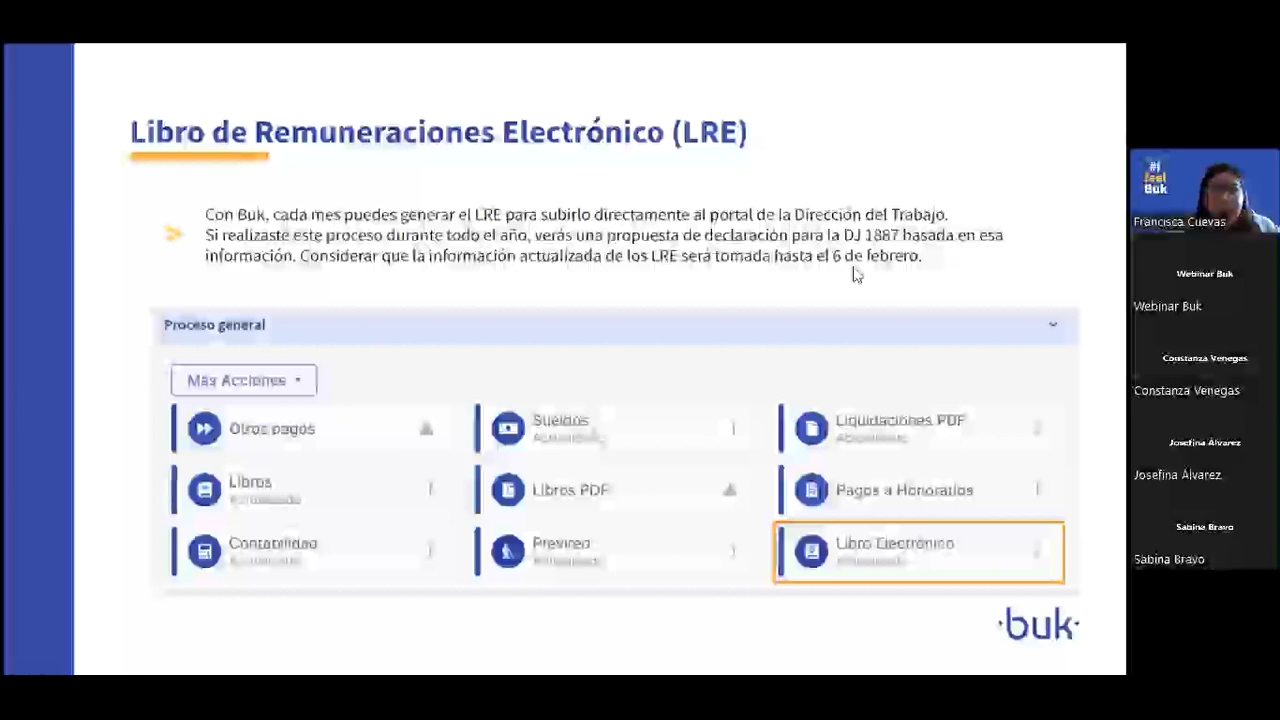 Libro de Remuneraciones Electrónico (LRE)
Con Buk, cada mes puedes generar el LRE para subirlo directamente al portal de la Dirección del Trabajo.
Si realizaste este proceso durante todo el año, verás una propuesta de declaración para la DJ 1887 basada en esa
información. Considerar que la información actualizada de los LRE será tomada hasta el 6 de febrero.
Proceso general
Más Acciones
Otros pagos
Sueldos
Liquidaciones PDF
Libros
Libros PDF
Pagos a Honorarios
Contabilidad
Previred
Libro Electrónico
buk
#I
feel
Buk
Francisca Cuevas
Webinar Buk
Webinar Buk
Constanza Venegas
Constanza Venegas
Josefina Álvarez
Josefina Álvarez
Sabina Bravo
Sabina Bravo